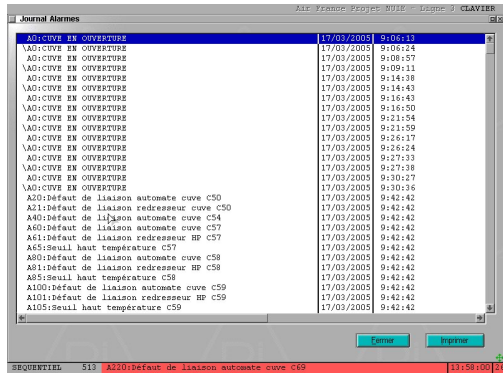 Air France Projet NU18 - Ligne J CLAVIER
Journal Alarmes
A0:CUVE EN OUVERTURE 17/03/2005 9:06:13
\A0:CUVE EN OUVERTURE 17/03/2005 9:06:24
A0:CUVE EN OUVERTURE 17/03/2005 9:08:57
\A0:CUVE EN OUVERTURE 17/03/2005 9:09:11
A0:CUVE EN OUVERTURE 17/03/2005 9:14:38
\A0:CUVE EN OUVERTURE 17/03/2005 9:14:43
A0:CUVE EN OUVERTURE 17/03/2005 9:16:43
\A0:CUVE EN OUVERTURE 17/03/2005 9:16:50
A0:CUVE EN OUVERTURE 17/03/2005 9:21:54
\A0:CUVE EN OUVERTURE 17/03/2005 9:21:59
A0:CUVE EN OUVERTURE 17/03/2005 9:26:17
\A0:CUVE EN OUVERTURE 17/03/2005 9:26:24
A0:CUVE EN OUVERTURE 17/03/2005 9:27:33
\A0:CUVE EN OUVERTURE 17/03/2005 9:27:38
A0:CUVE EN OUVERTURE 17/03/2005 9:30:27
\A0:CUVE EN OUVERTURE 17/03/2005 9:30:36
A20:Défaut de liaison automate cuve C50 17/03/2005 9:42:42
A21:Défaut de liaison redresseur cuve C50 17/03/2005 9:42:42
A40:Défaut de liaison automate cuve C54 17/03/2005 9:42:42
A60:Défaut de liaison automate cuve C57 17/03/2005 9:42:42
A61:Défaut de liaison redresseur HP C57 17/03/2005 9:42:42
A65:Seuil haut température C57 17/03/2005 9:42:42
A80:Défaut de liaison automate cuve C58 17/03/2005 9:42:42
A81:Défaut de liaison redresseur HP C58 17/03/2005 9:42:42
A85:Seuil haut température C58 17/03/2005 9:42:42
A100:Défaut de liaison automate cuve C59 17/03/2005 9:42:42
A101:Défaut de liaison redresseur HP C59 17/03/2005 9:42:42
A105:Seuil haut température C59 17/03/2005 9:42:42
Fermer Imprimer
SEQUENTIEL 513 A220:Défaut de liaison automate cuve C69 13:58:00